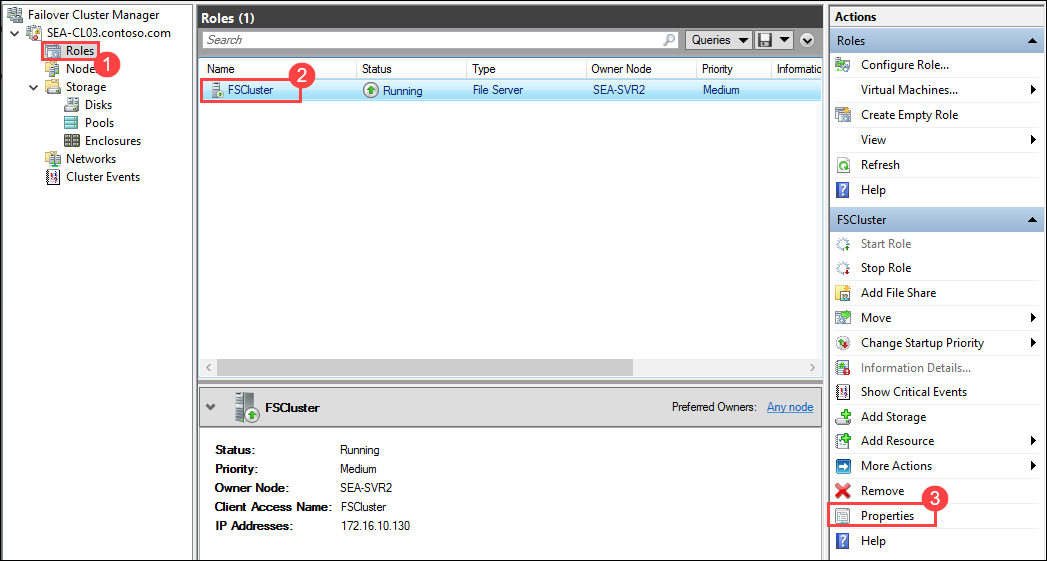 Failover Cluster Manager
SEA-CL03.contoso.com
Roles
1
Node
Storage
Disks
Pools
Enclosures
Networks
Cluster Events
Roles (1)
Search
Queries
Name Status Type Owner Node Priority Informatic
2
FSCluster Running File Server SEA-SVR2 Medium
FSCluster
Preferred Owners: Any node
Status: Running
Priority: Medium
Owner Node: SEA-SVR2
Client Access Name: FSCluster
IP Addresses: 172.16.10.130
Actions
Roles
Configure Role...
Virtual Machines...
Create Empty Role
View
Refresh
Help
FSCluster
Start Role
Stop Role
Add File Share
Move
Change Startup Priority
Information Details...
Show Critical Events
Add Storage
Add Resource
More Actions
Remove
3
Properties
Help